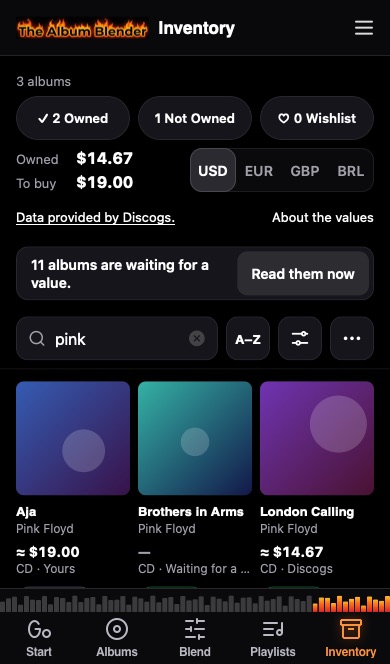 The Album Blender Inventory
3 albums
✓ 2 Owned 1 Not Owned ♡ 0 Wishlist
Owned $14.67
To buy $19.00
USD EUR GBP BRL
Data provided by Discogs. About the values
11 albums are waiting for a
value.
Read them now
pink
A–Z
Aja Brothers in Arms London Calling
Pink Floyd Pink Floyd Pink Floyd
≈ $19.00 — ≈ $14.67
CD · Yours CD · Waiting for a ... CD · Discogs
Start Albums Blend Playlists Inventory